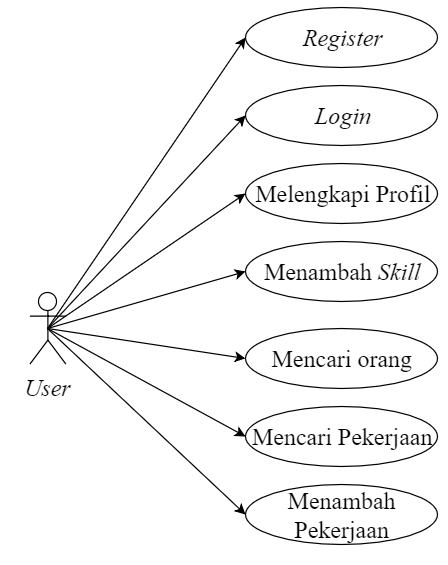 Register
Login
Melengkapi Profil
Menambah Skill
Mencari orang
User
Mencari Pekerjaan
Menambah
Pekerjaan